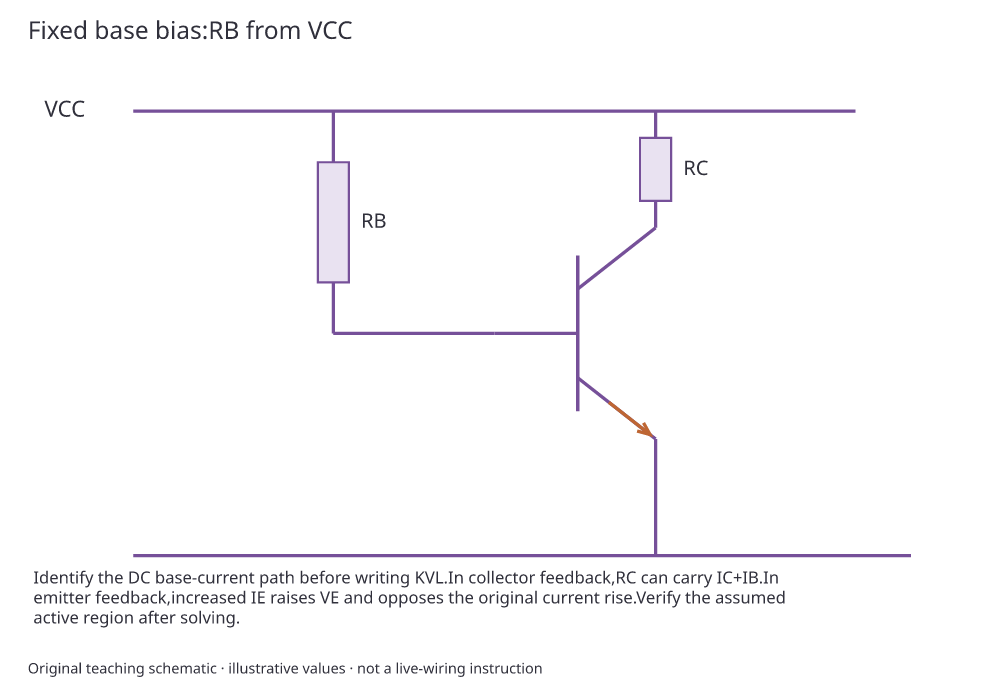 Fixed base bias:RB from VCC
VCC
RC
RB
Identify the DC base-current path before writing KVL.In collector feedback,RC can carry IC+IB.In
emitter feedback,increased IE raises VE and opposes the original current rise.Verify the assumed
active region after solving.
Original teaching schematic · illustrative values · not a live-wiring instruction